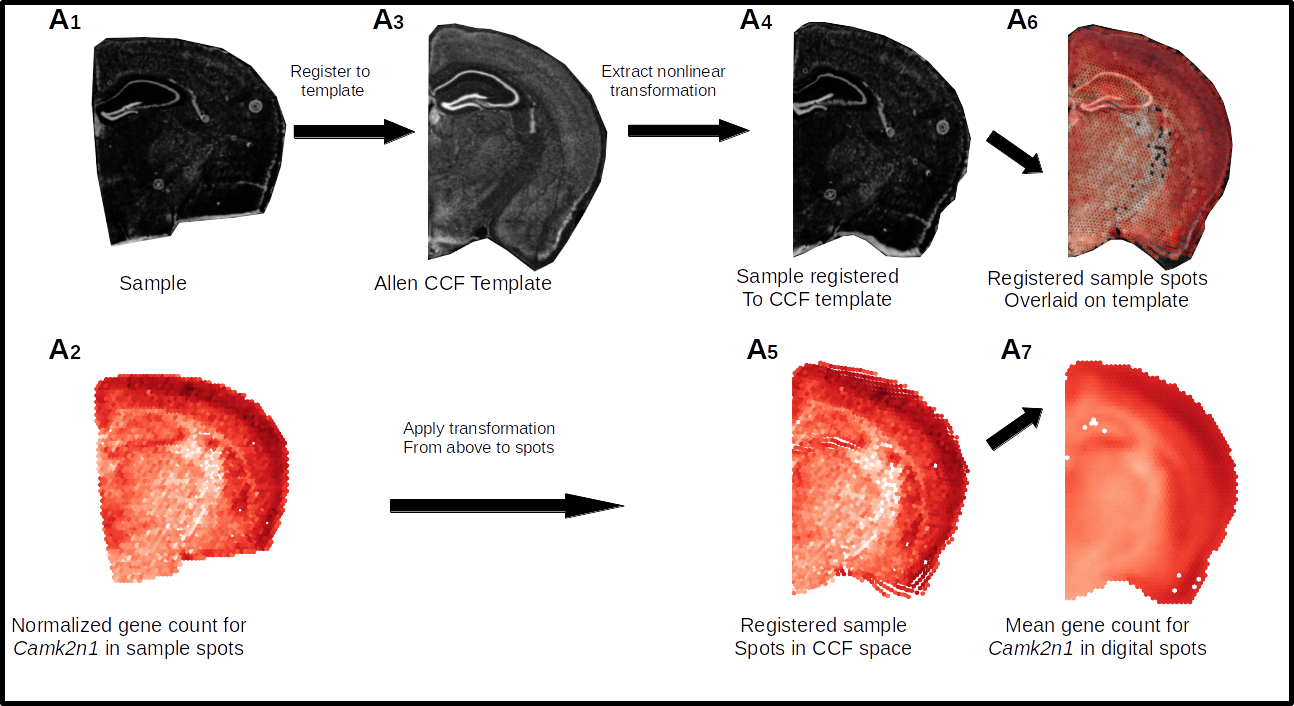 A1
A3
A4
A6
Register to
template
Extract nonlinear
transformation
Sample
Allen CCF Template
Sample registered
To CCF template
Registered sample spots
Overlaid on template
A2
A5
A7
Apply transformation
From above to spots
Normalized gene count for
Camk2n1 in sample spots
Registered sample
Spots in CCF space
Mean gene count for
Camk2n1 in digital spots